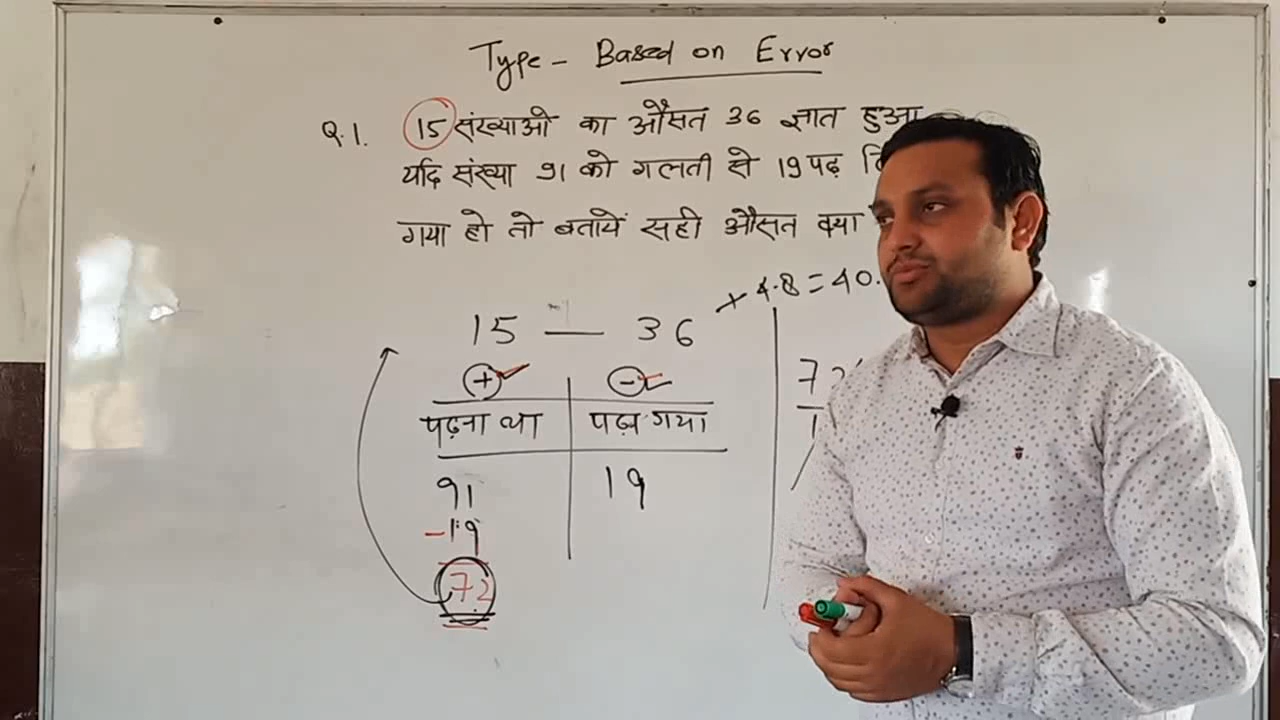 Type - Based on Error
Q.1. 15 संख्याओ का औसत 36 ज्ञात हुआ
यदि संख्या 91 को गलती से 19 पढ़
गया हो तो बतायें सही औसत क्या
+ 4.8 = 40.
15 — 36
+ -
पढ़ना था पढ़ा गया
91 19
-19
72